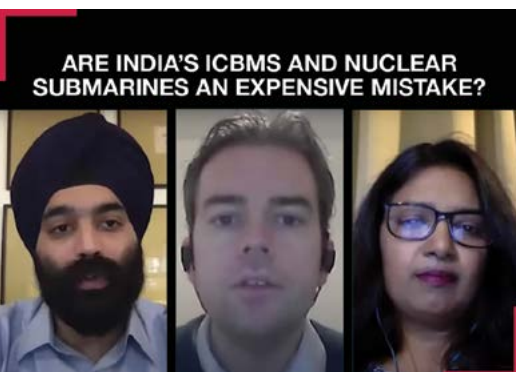 ARE INDIA'S ICBMS AND NUCLEAR
SUBMARINES AN EXPENSIVE MISTAKE?